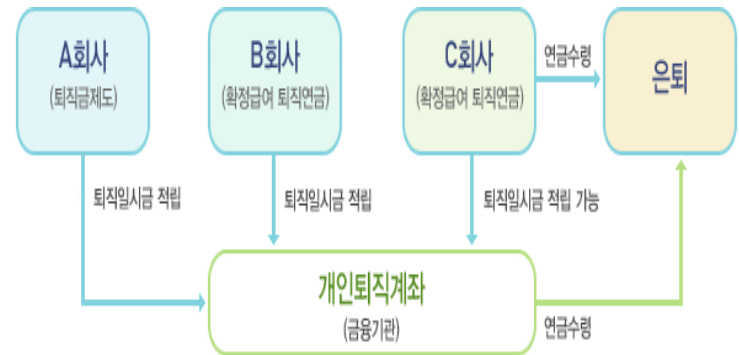 A회사
(퇴직금제도)
B회사
(확정급여 퇴직연금)
C회사
(확정급여 퇴직연금)
연금수령
은퇴
퇴직일시금 적립
퇴직일시금 적립
퇴직일시금 적립 가능
개인퇴직계좌
(금융기관)
연금수령